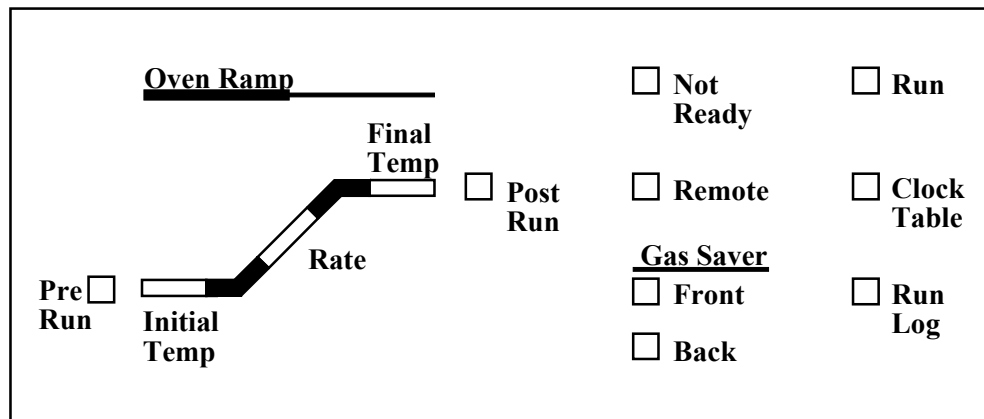 Oven Ramp
Final
Temp
Rate
Pre
Run
Initial
Temp
Post
Run
Not
Ready
Run
Remote
Clock
Table
Gas Saver
Front
Back
Run
Log